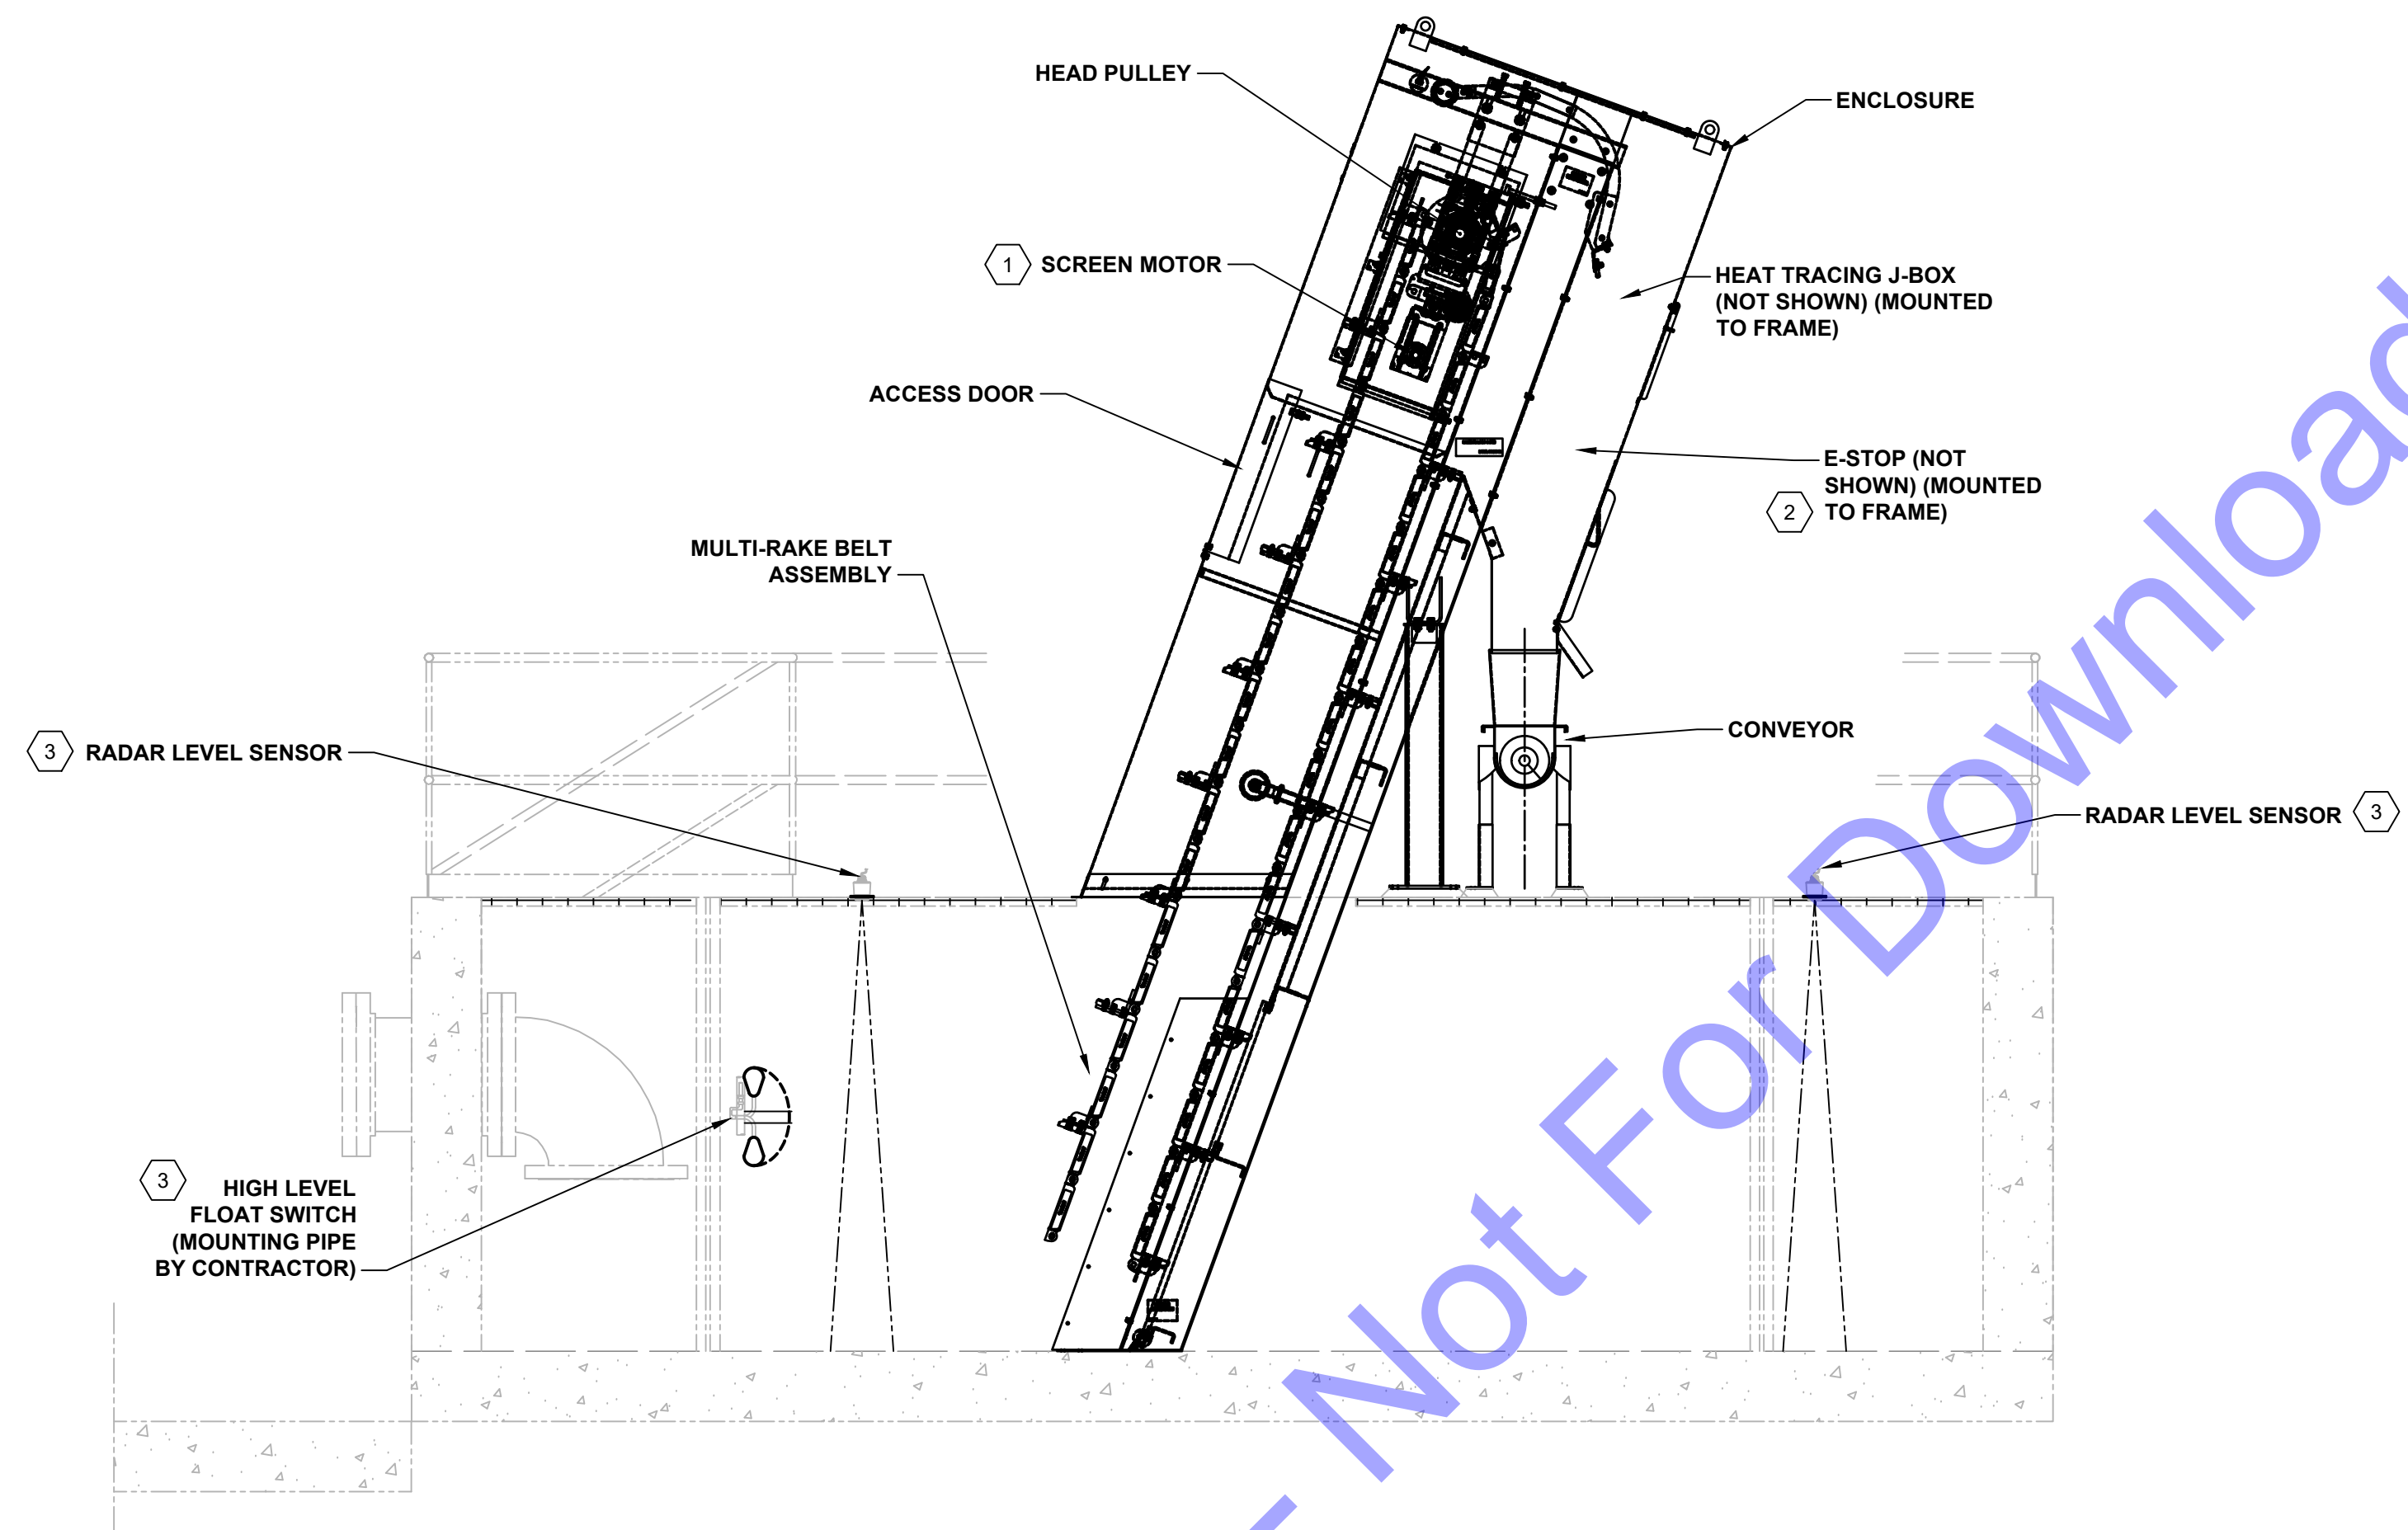 HEAD PULLEY
ENCLOSURE
1 SCREEN MOTOR
HEAT TRACING J-BOX
(NOT SHOWN) (MOUNTED
TO FRAME)
ACCESS DOOR
E-STOP (NOT
SHOWN) (MOUNTED
2 TO FRAME)
MULTI-RAKE BELT
ASSEMBLY
CONVEYOR
3 RADAR LEVEL SENSOR
RADAR LEVEL SENSOR 3
3 HIGH LEVEL
FLOAT SWITCH
(MOUNTING PIPE
BY CONTRACTOR)
- Not For Download